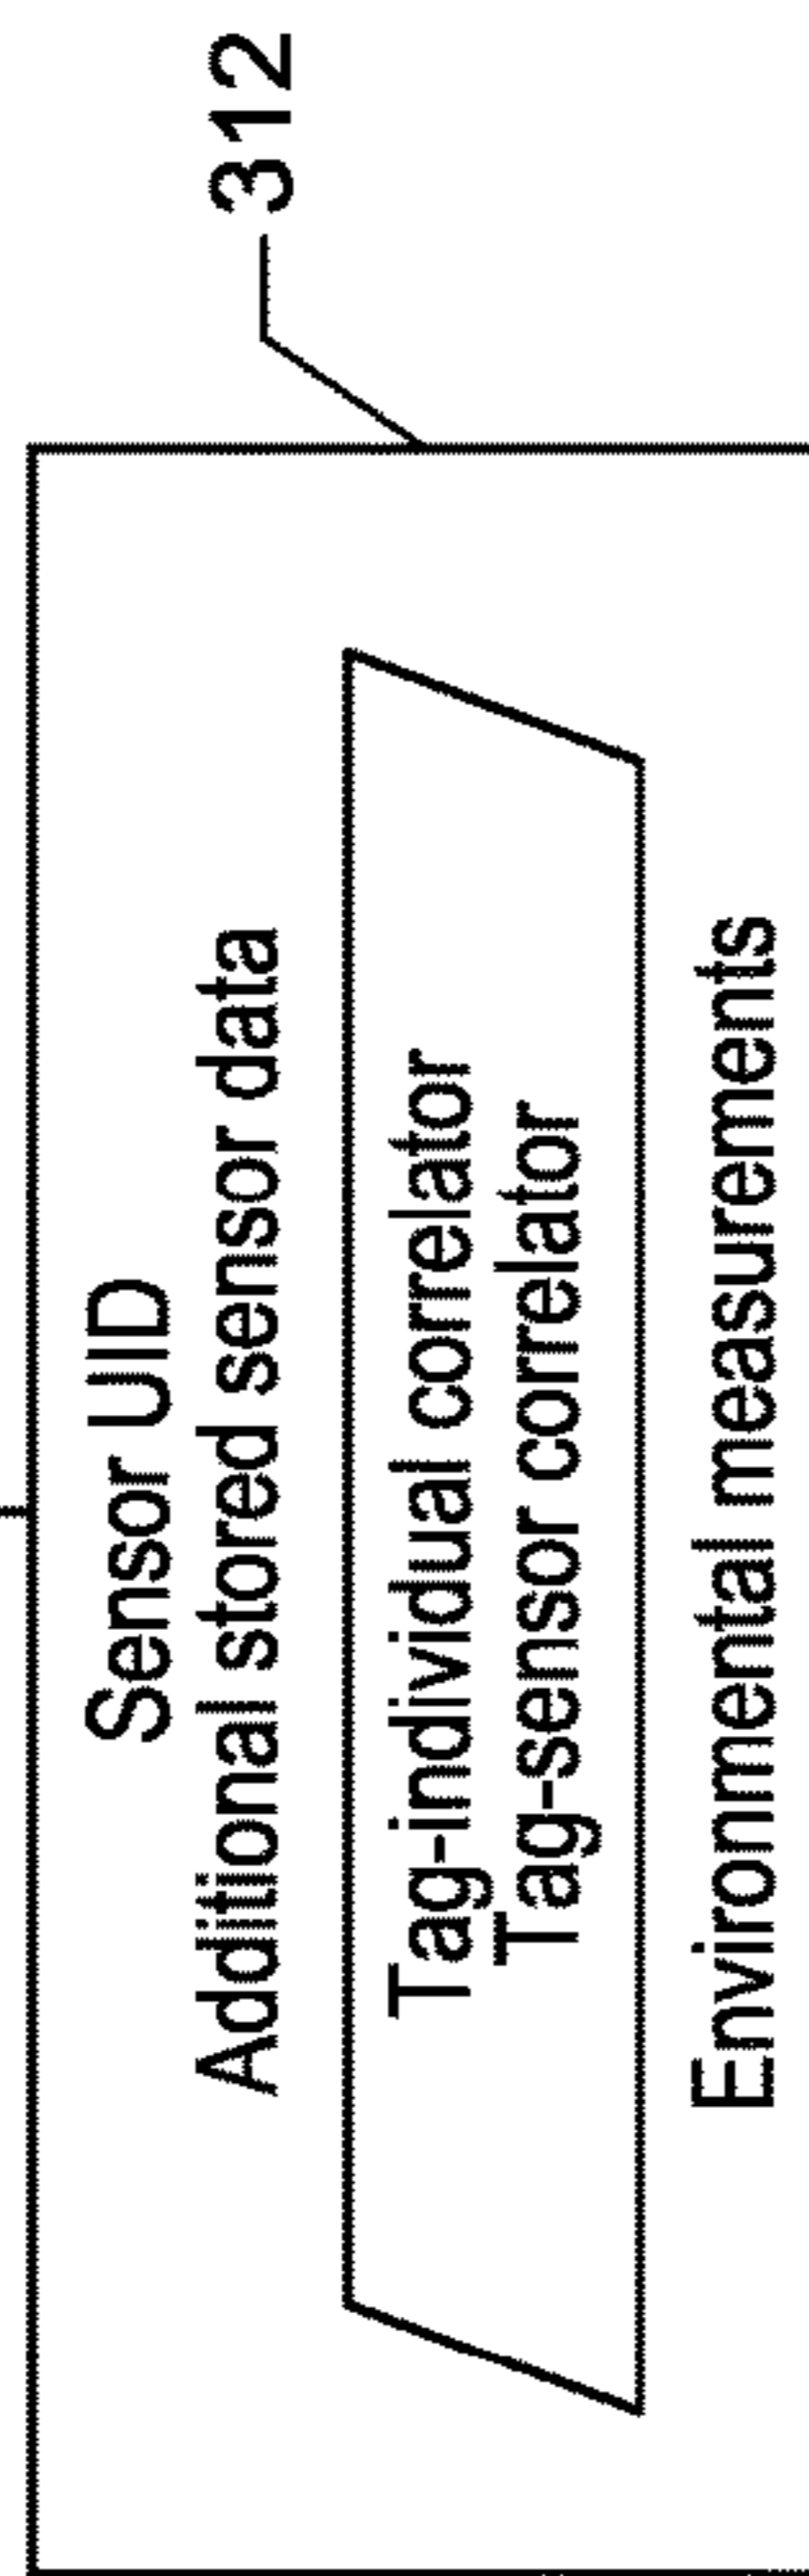 312
Sensor UID
Additional stored sensor data
Tag-individual correlator
Tag-sensor correlator
Environmental measurements